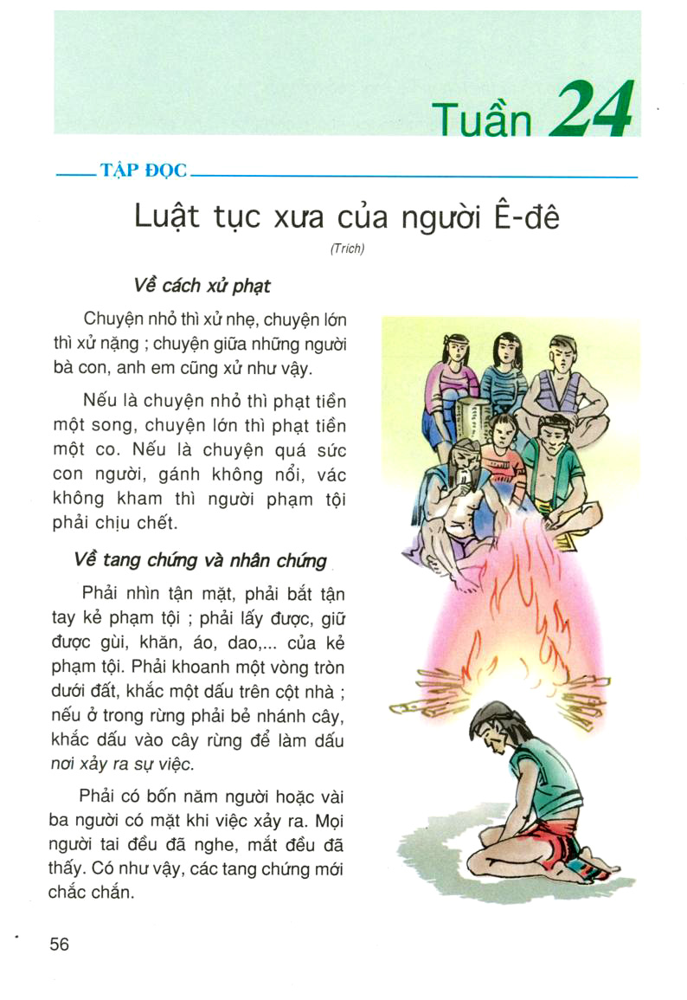 Tuần 24
TẬP ĐỌC
Luật tục xưa của người Ê-đê
(Trích)
Về cách xử phạt
Chuyện nhỏ thì xử nhẹ, chuyện lớn
thì xử nặng ; chuyện giữa những người
bà con, anh em cũng xử như vậy.
Nếu là chuyện nhỏ thì phạt tiền
một song, chuyện lớn thì phạt tiền
một co. Nếu là chuyện quá sức
con người, gánh không nổi, vác
không kham thì người phạm tội
phải chịu chết.
Về tang chứng và nhân chứng
Phải nhìn tận mặt, phải bắt tận
tay kẻ phạm tội ; phải lấy được, giữ
được gùi, khăn, áo, dao,... của kẻ
phạm tội. Phải khoanh một vòng tròn
dưới đất, khắc một dấu trên cột nhà ;
nếu ở trong rừng phải bẻ nhánh cây,
khắc dấu vào cây rừng để làm dấu
nơi xảy ra sự việc.
Phải có bốn năm người hoặc vài
ba người có mặt khi việc xảy ra. Mọi
người tai đều đã nghe, mắt đều đã
thấy. Có như vậy, các tang chứng mới
chắc chắn.
56